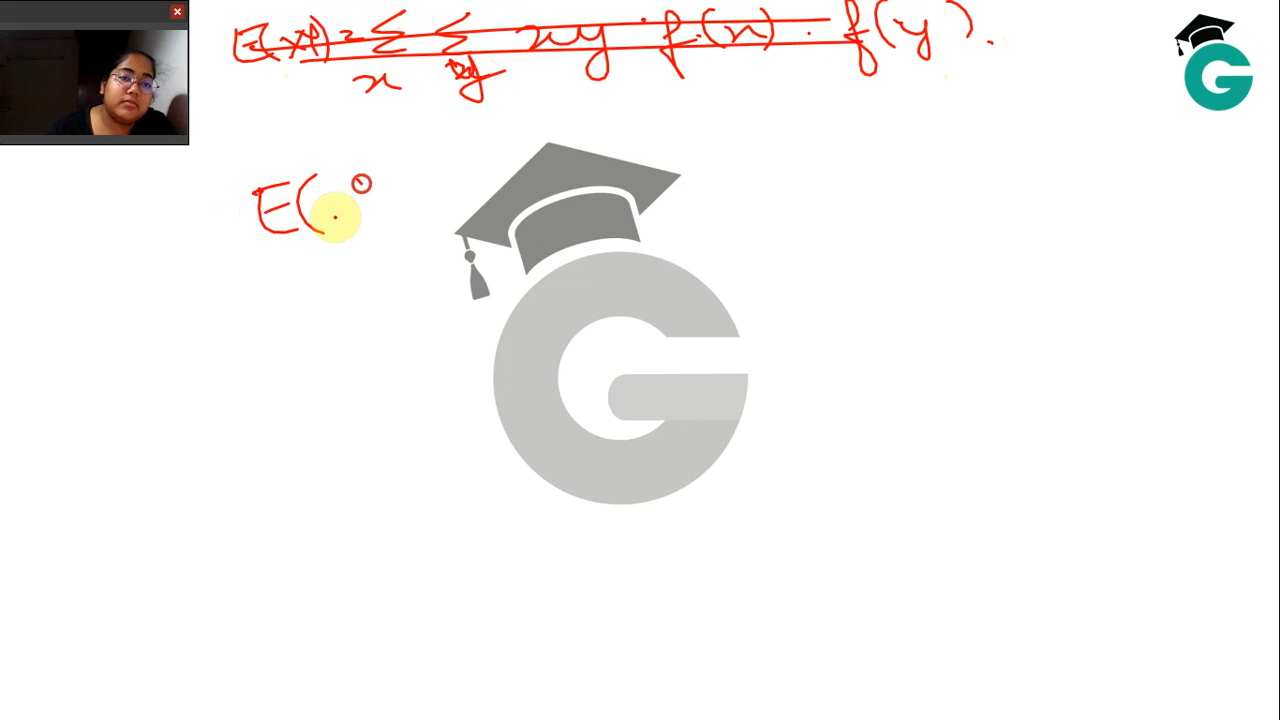 E(XY) = Σ Σ xy f(x) · f(y).
x y
E(